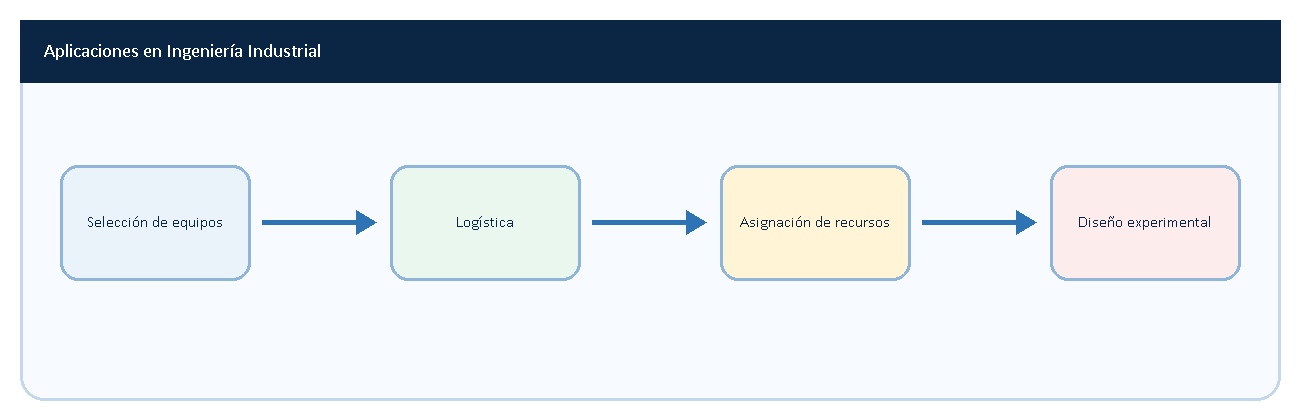 Aplicaciones en Ingeniería Industrial
Selección de equipos
Logística
Asignación de recursos
Diseño experimental